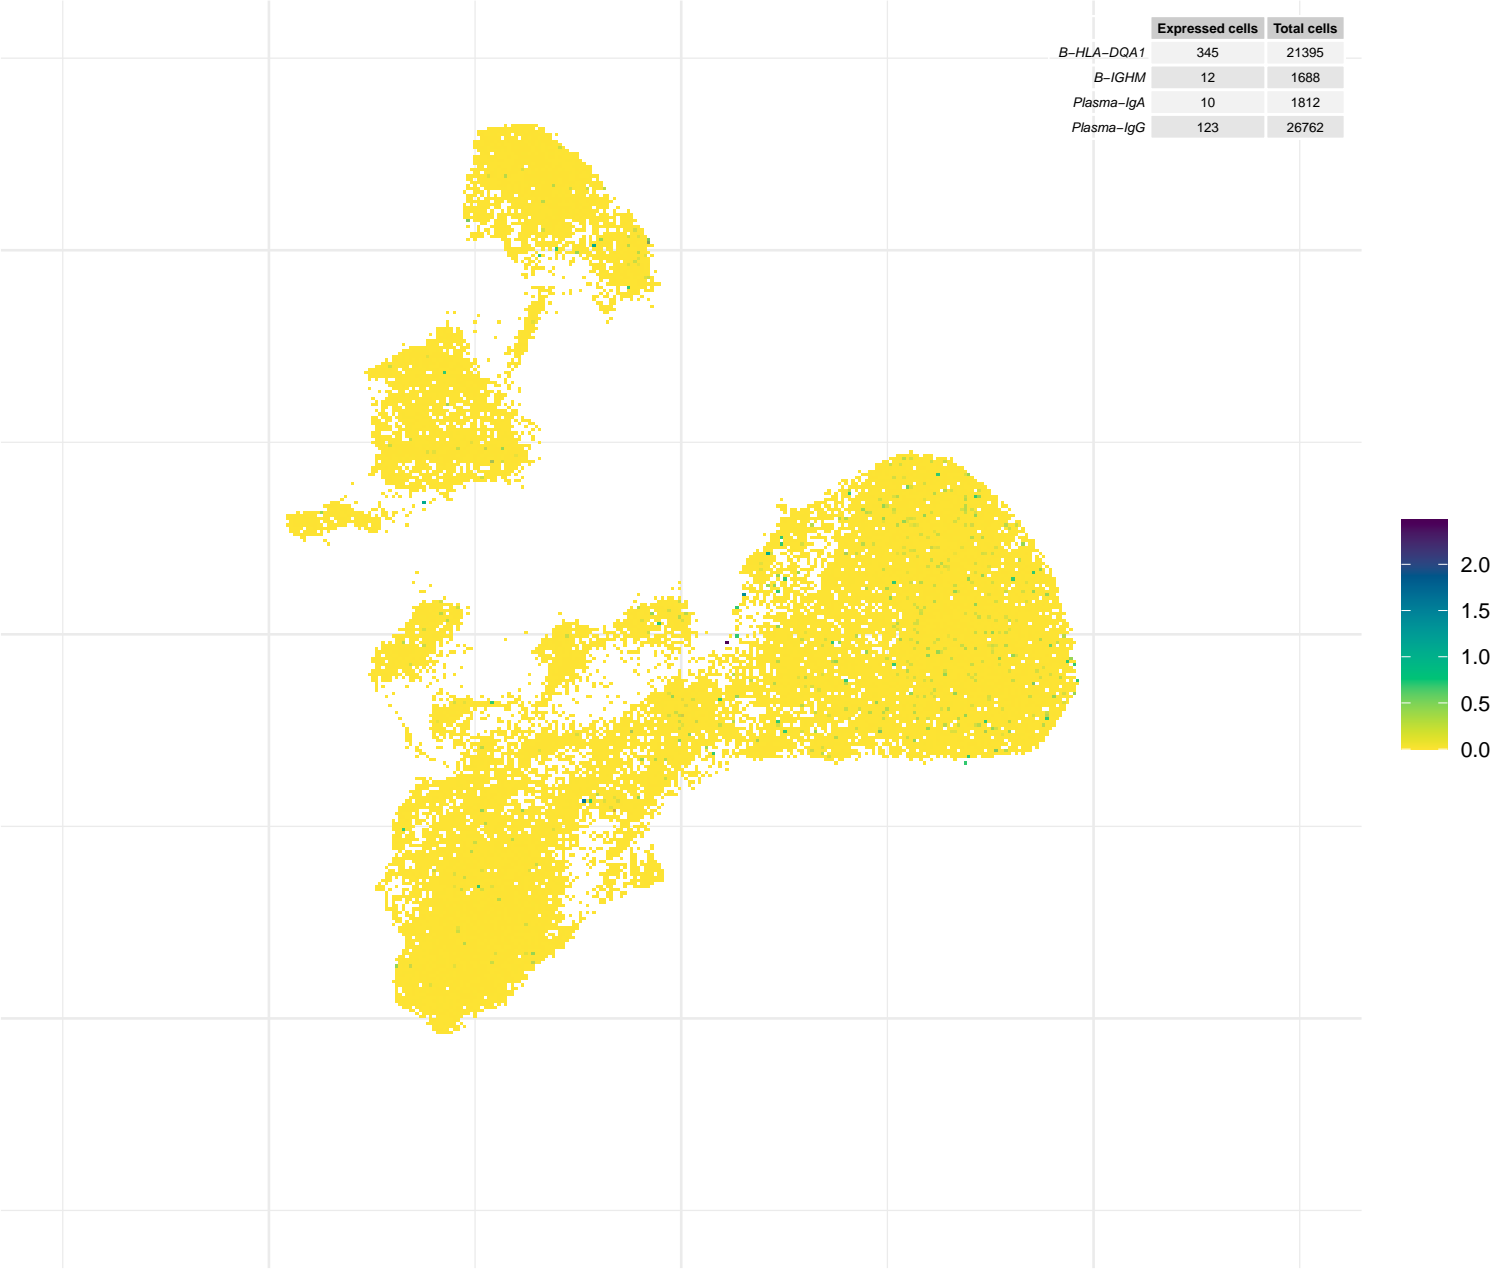 Expressed cells Total cells
B−HLA−DQA1 345 21395
B−IGHM 12 1688
Plasma−IgA 10 1812
Plasma−IgG 123 26762
2.0
1.5
1.0
0.5
0.0